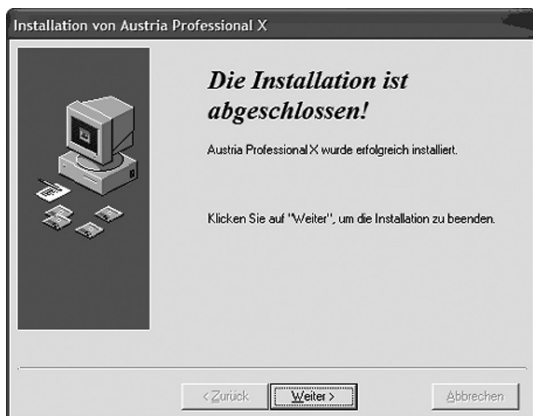 Installation von Austria Professional X
Die Installation ist
abgeschlossen!
Austria Professional X wurde erfolgreich installiert.
Klicken Sie auf "Weiter", um die Installation zu beenden.
< Zurück
Weiter >
Abbrechen